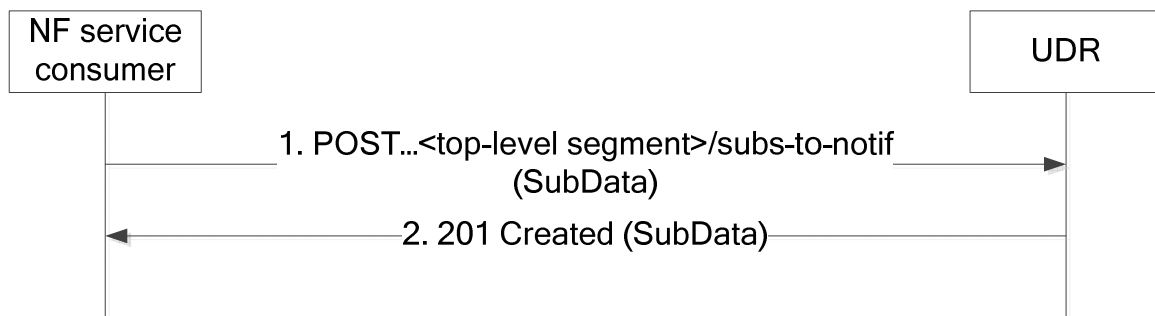 NF service
consumer
UDR
1. POST...<top-level segment>/subs-to-notif
(SubData)
2. 201 Created (SubData)